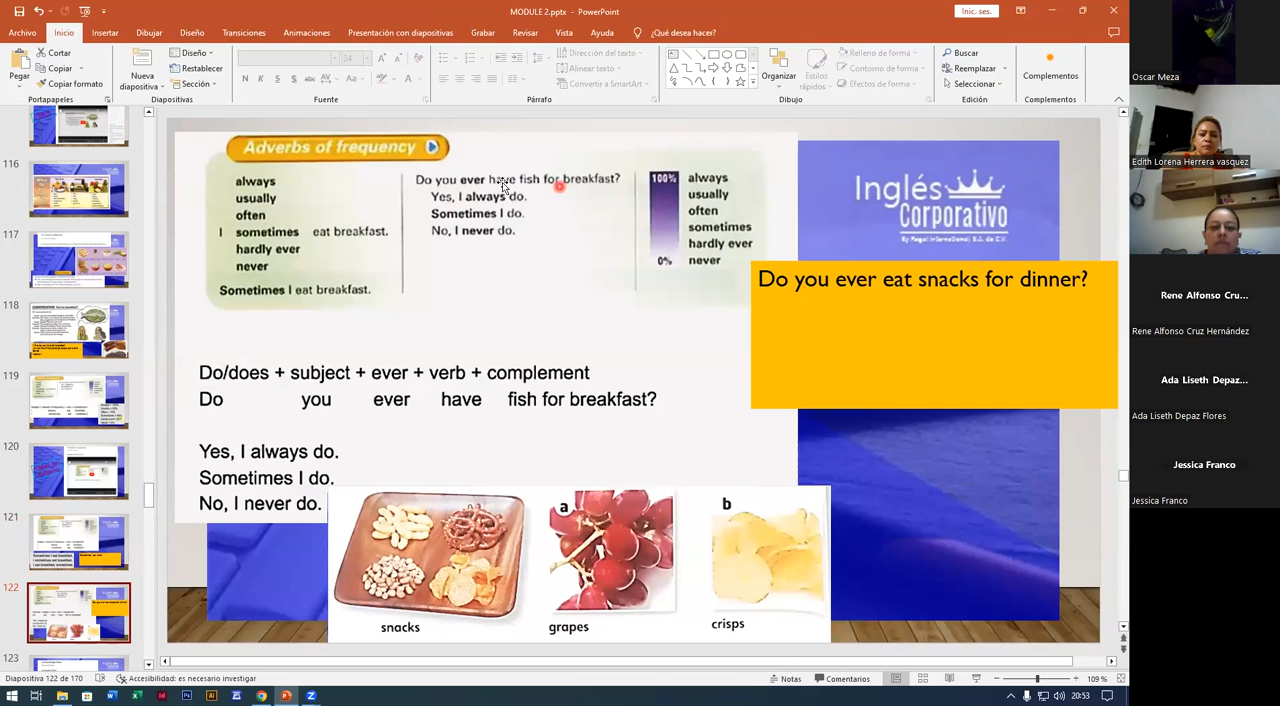 MODULE 2.pptx – PowerPoint
Inic. ses.
Archivo Inicio Insertar Dibujar Diseño Transiciones Animaciones Presentación con diapositivas Grabar Revisar Vista Ayuda ¿Qué desea hacer?
Pegar
Cortar
Copiar
Copiar formato
Portapapeles
Nueva diapositiva
Diseño
Restablecer
Sección
Diapositivas
24
N K S S abc AV Aa A
Fuente
Dirección del texto
Alinear texto
Convertir a SmartArt
Párrafo
Organizar
Estilos rápidos
Relleno de forma
Contorno de forma
Efectos de forma
Dibujo
Buscar
Reemplazar
Seleccionar
Edición
Complementos
Complementos
116
117
118
119
120
121
122
123
Adverbs of frequency
always
usually
often
I sometimes eat breakfast.
hardly ever
never
Sometimes I eat breakfast.
Do you ever have fish for breakfast?
Yes, I always do.
Sometimes I do.
No, I never do.
100% always
usually
often
sometimes
hardly ever
0% never
Inglés
Corporativo
By Regal International S.C. de C.V.
Do you ever eat snacks for dinner?
Do/does + subject + ever + verb + complement
Do you ever have fish for breakfast?
Yes, I always do.
Sometimes I do.
No, I never do.
a
b
snacks
grapes
crisps
Diapositiva 122 de 170
Accesibilidad: es necesario investigar
Notas
Comentarios
109 %
20:53
Oscar Meza
Edith Lorena Herrera vasquez
Rene Alfonso Cru...
Rene Alfonso Cruz Hernández
Ada Liseth Depaz...
Ada Liseth Depaz Flores
Jessica Franco
Jessica Franco